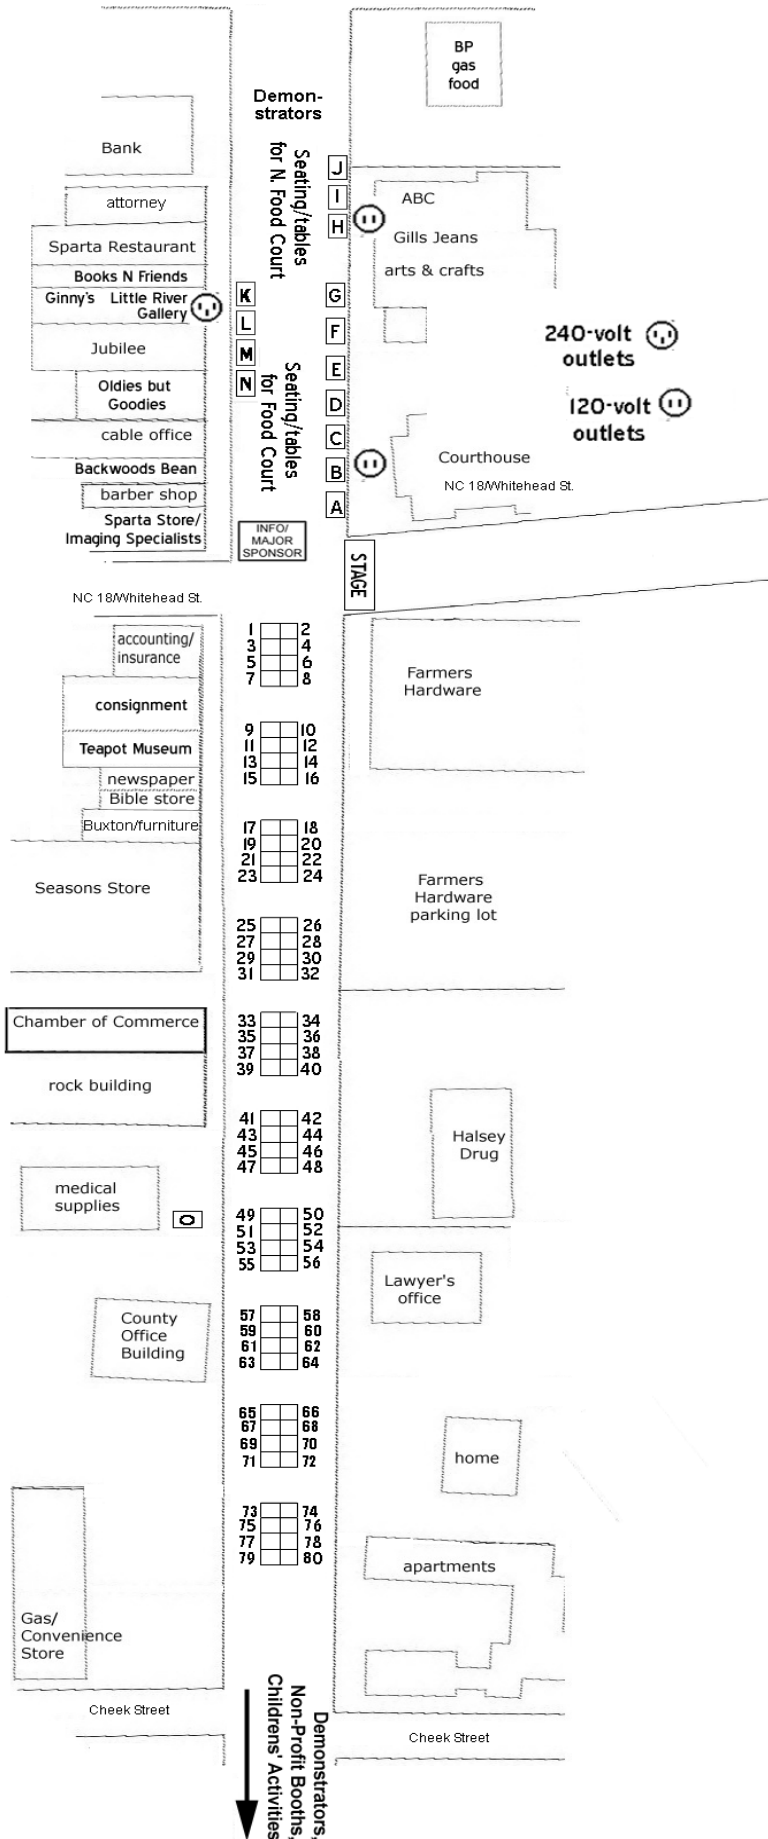 BP
gas
food
Demon-
strators
Bank
Seating/tables
for N. Food Court
J
I
H
ABC
Gills Jeans
arts & crafts
attorney
Sparta Restaurant
Books N Friends
Ginny's Little River
Gallery
Jubilee
Oldies but
Goodies
cable office
Backwoods Bean
barber shop
Sparta Store/
Imaging Specialists
K
L
M
N
G
F
E
D
C
B
A
Seating/tables
for Food Court
240-volt
outlets
120-volt
outlets
Courthouse
NC 18/Whitehead St.
INFO/
MAJOR
SPONSOR
STAGE
NC 18/Whitehead St.
accounting/
insurance
consignment
Teapot Museum
newspaper
Bible store
Buxton/furniture
Seasons Store
Farmers
Hardware
Farmers
Hardware
parking lot
1 2
3 4
5 6
7 8
9 10
11 12
13 14
15 16
17 18
19 20
21 22
23 24
25 26
27 28
29 30
31 32
Chamber of Commerce
rock building
33 34
35 36
37 38
39 40
41 42
43 44
45 46
47 48
Halsey
Drug
medical
supplies
O
49 50
51 52
53 54
55 56
Lawyer's
office
County
Office
Building
57 58
59 60
61 62
63 64
65 66
67 68
69 70
71 72
home
73 74
75 76
77 78
79 80
apartments
Gas/
Convenience
Store
Cheek Street
Cheek Street
Demonstrators,
Non-Profit Booths,
Childrens' Activities